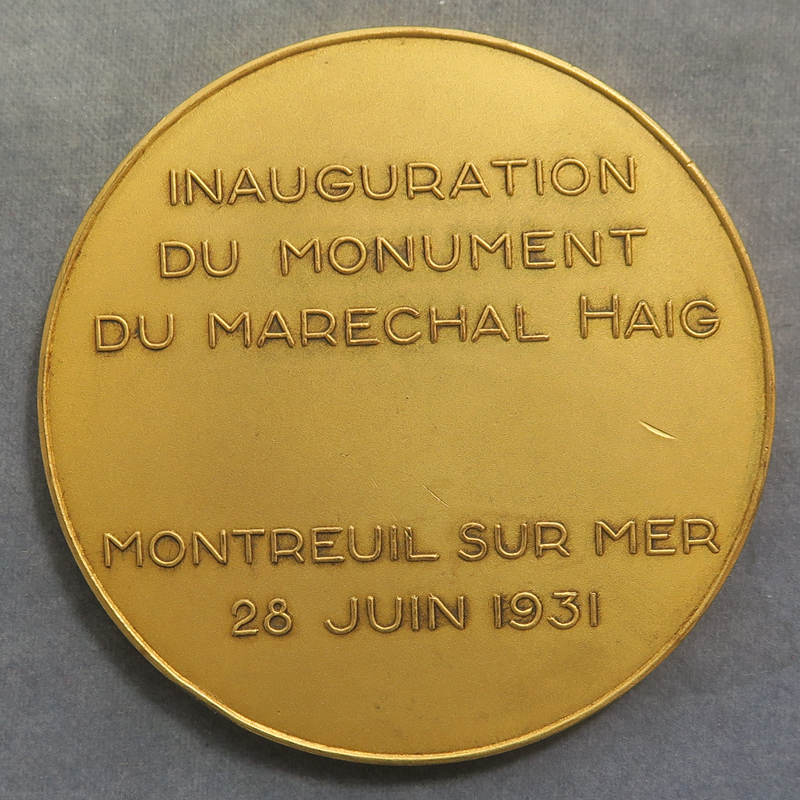 INAUGURATION
DU MONUMENT
DU MARECHAL HAIG
MONTREUIL SUR MER
28 JUIN 1931